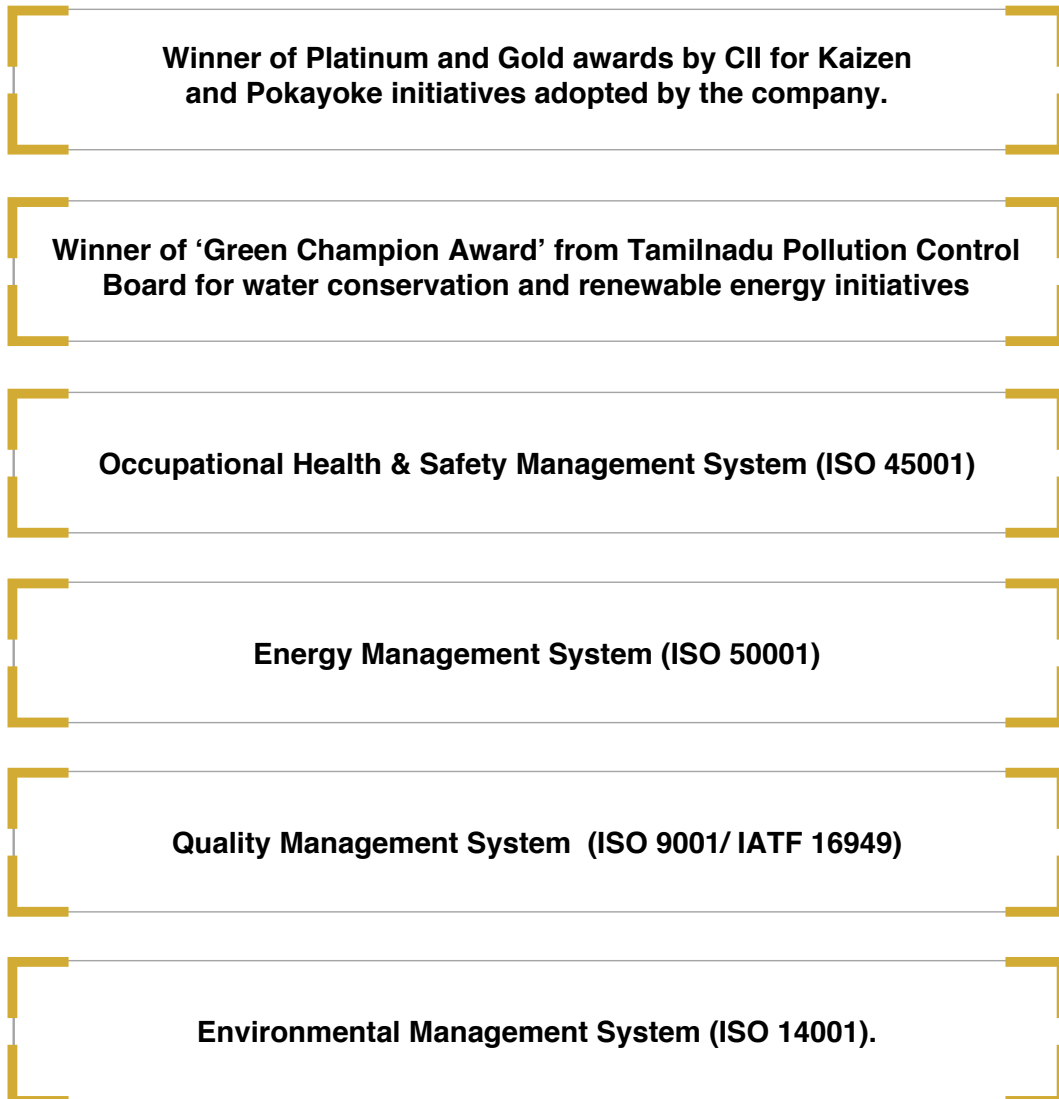 Winner of Platinum and Gold awards by CII for Kaizen
and Pokayoke initiatives adopted by the company.
Winner of ‘Green Champion Award’ from Tamilnadu Pollution Control
Board for water conservation and renewable energy initiatives
Occupational Health & Safety Management System (ISO 45001)
Energy Management System (ISO 50001)
Quality Management System  (ISO 9001/ IATF 16949)
Environmental Management System (ISO 14001).